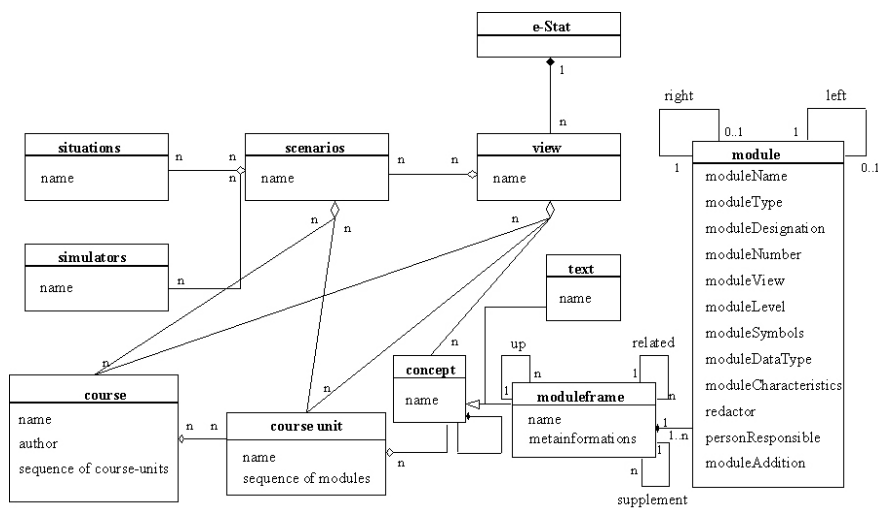 e-Stat
1
n
right
left
0..1
1
1
0..1
situations
name
n
n
n
scenarios
name
n
n
view
name
n
n
n
simulators
name
n
text
name
module
moduleName
moduleType
moduleDesignation
moduleNumber
moduleView
moduleLevel
moduleSymbols
moduleDataType
moduleCharacteristics
redactor
personResponsible
moduleAddition
n
n
n
up
related
1
n
1
n
course
name
author
sequence of course-units
n
n
course unit
name
sequence of modules
n
concept
name
moduleframe
name
metainformations
1
1..n
1
n
supplement